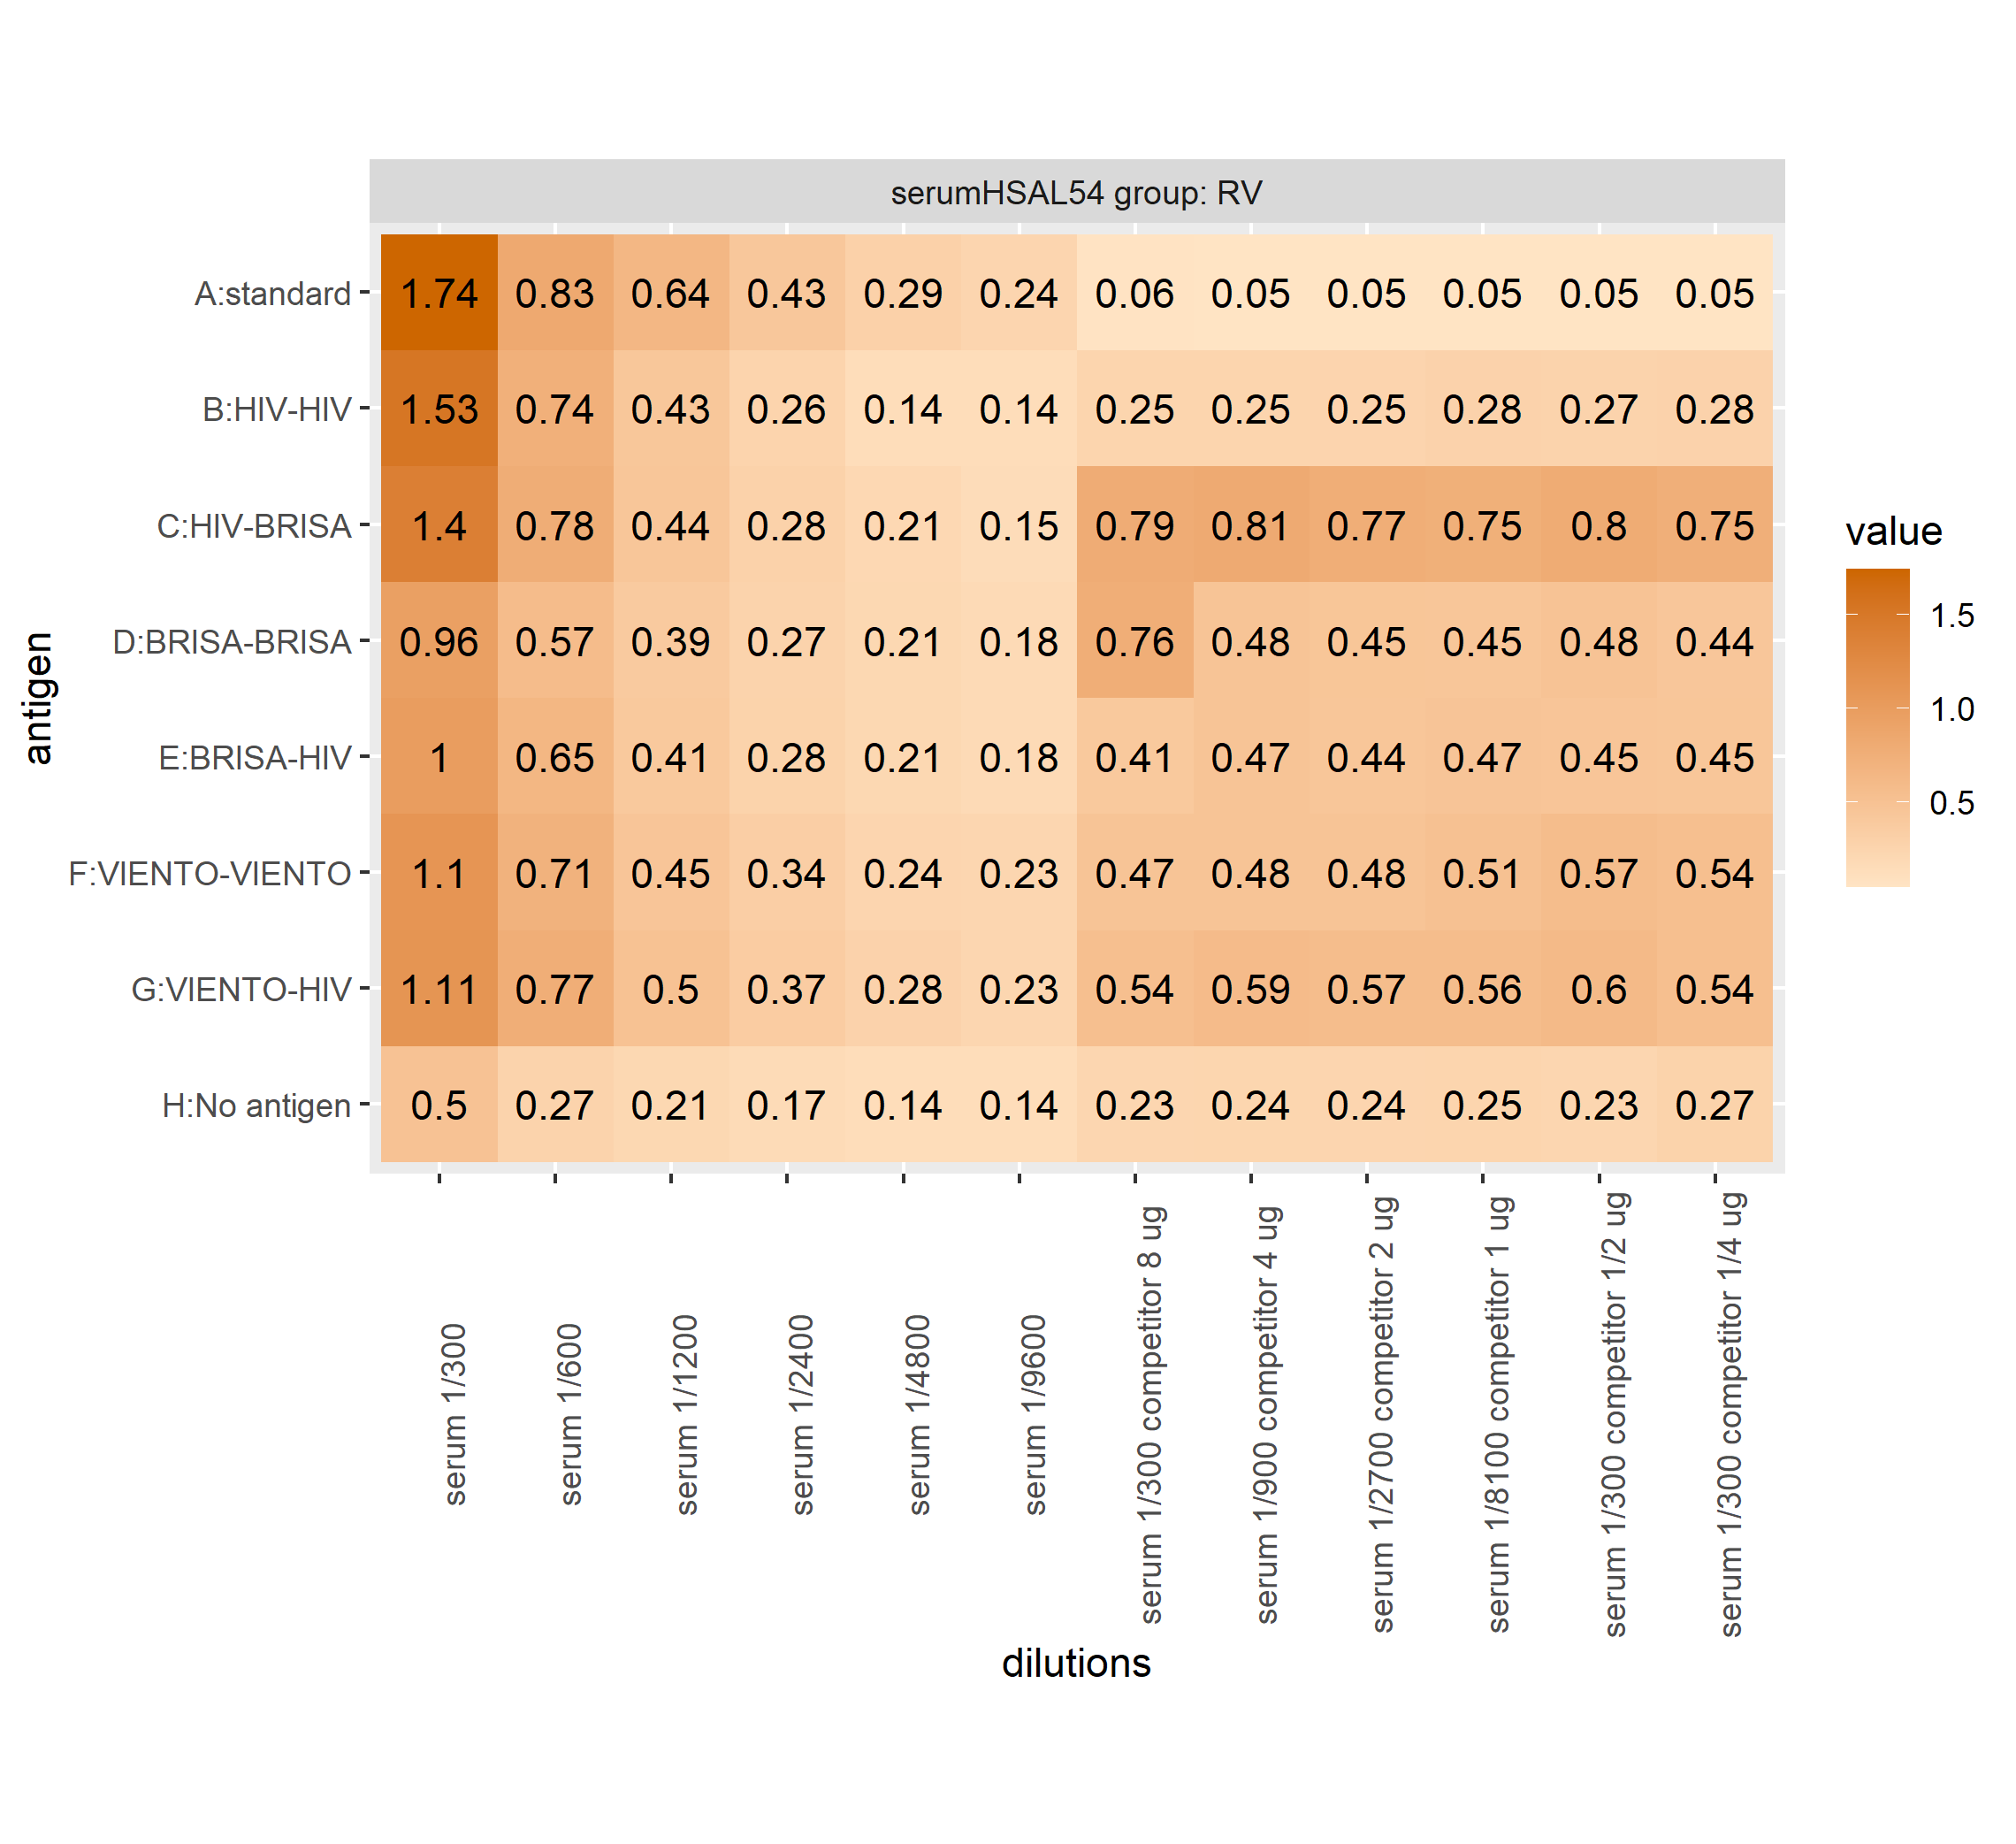 serumHSAL54 group: RV
A:standard 1.74 0.83 0.64 0.43 0.29 0.24 0.06 0.05 0.05 0.05 0.05 0.05
B:HIV-HIV 1.53 0.74 0.43 0.26 0.14 0.14 0.25 0.25 0.25 0.28 0.27 0.28
C:HIV-BRISA 1.4 0.78 0.44 0.28 0.21 0.15 0.79 0.81 0.77 0.75 0.8 0.75
D:BRISA-BRISA 0.96 0.57 0.39 0.27 0.21 0.18 0.76 0.48 0.45 0.45 0.48 0.44
E:BRISA-HIV 1 0.65 0.41 0.28 0.21 0.18 0.41 0.47 0.44 0.47 0.45 0.45
F:VIENTO-VIENTO 1.1 0.71 0.45 0.34 0.24 0.23 0.47 0.48 0.48 0.51 0.57 0.54
G:VIENTO-HIV 1.11 0.77 0.5 0.37 0.28 0.23 0.54 0.59 0.57 0.56 0.6 0.54
H:No antigen 0.5 0.27 0.21 0.17 0.14 0.14 0.23 0.24 0.24 0.25 0.23 0.27
antigen
serum 1/300
serum 1/600
serum 1/1200
serum 1/2400
serum 1/4800
serum 1/9600
serum 1/300 competitor 8 ug
serum 1/900 competitor 4 ug
serum 1/2700 competitor 2 ug
serum 1/8100 competitor 1 ug
serum 1/300 competitor 1/2 ug
serum 1/300 competitor 1/4 ug
dilutions
value
1.5
1.0
0.5